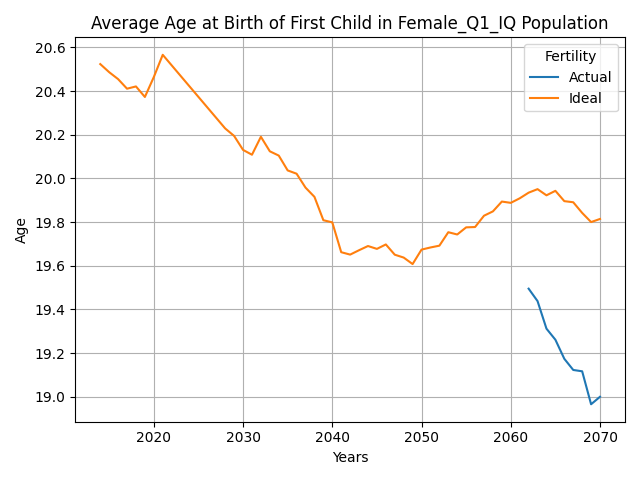 Average Age at Birth of First Child in Female_Q1_IQ Population
Fertility
Actual
Ideal
Age
20.6
20.4
20.2
20.0
19.8
19.6
19.4
19.2
19.0
2020 2030 2040 2050 2060 2070
Years